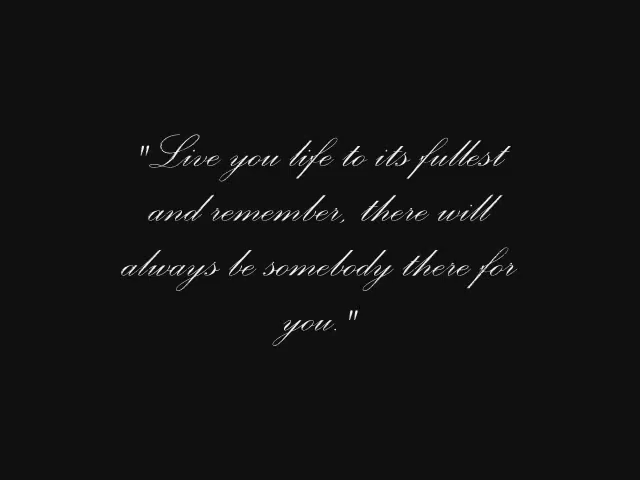 "Live you life to its fullest
and remember, there will
always be somebody there for
you."